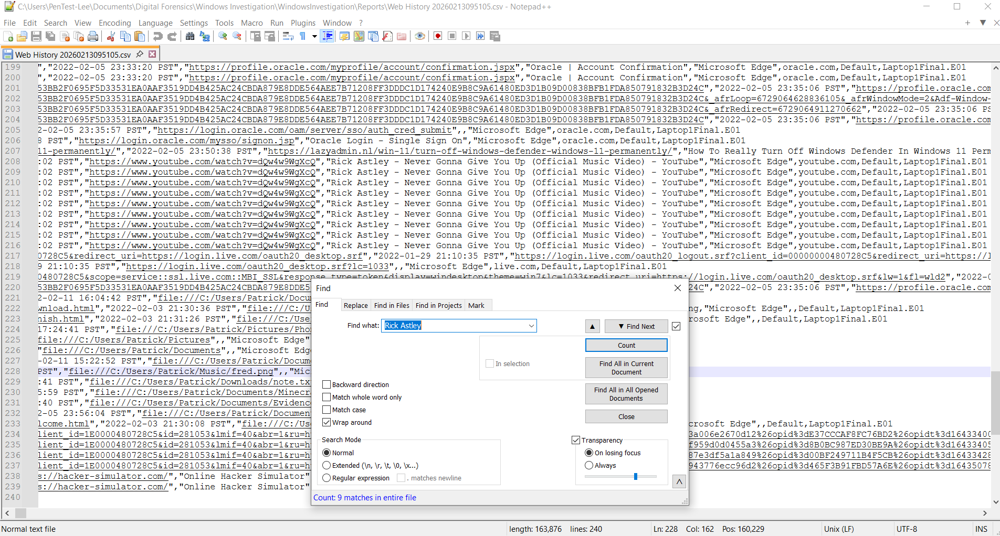 C:\Users\PenTest-Lee\Documents\Digital Forensics\Windows Investigation\WindowsInvestigation\Reports\Web History 20260213095105.csv - Notepad++
File Edit Search View Encoding Language Settings Tools Macro Run Plugins Window ?
Web History 20260213095105.csv
199 ","2022-02-05 23:33:20 PST","https://profile.oracle.com/myprofile/account/confirmation.jspx","Oracle | Account Confirmation","Microsoft Edge",oracle.com,Default,Laptop1Final.E01
200 ","2022-02-05 23:33:20 PST","https://profile.oracle.com/myprofile/account/confirmation.jspx","Oracle | Account Confirmation","Microsoft Edge",oracle.com,Default,Laptop1Final.E01
201 53BB2F0695F5D33531EA0AAF3519DD4B425AC24CBDA879E8DDE564AEE7B71208FF3DDDC1D174240E9B8C9A61480ED3D1B09D00838BFB1FDA850791832B3D24C","2022-02-05 23:35:06 PST","https://profile.oracle.com
202 53BB2F0695F5D33531EA0AAF3519DD4B425AC24CBDA879E8DDE564AEE7B71208FF3DDDC1D174240E9B8C9A61480ED3D1B09D00838BFB1FDA850791832B3D24C&_afrLoop=6729064628836105&_afrWindowMode=2&Adf-Window-
203 53BB2F0695F5D33531EA0AAF3519DD4B425AC24CBDA879E8DDE564AEE7B71208FF3DDDC1D174240E9B8C9A61480ED3D1B09D00838BFB1FDA850791832B3D24C&_afrRedirect=6729064911270662","2022-02-05 23:35:06 PS
204 53BB2F0695F5D33531EA0AAF3519DD4B425AC24CBDA879E8DDE564AEE7B71208FF3DDDC1D174240E9B8C9A61480ED3D1B09D00838BFB1FDA850791832B3D24C","2022-02-05 23:35:06 PST","https://profile.oracle.com
205 2-02-05 23:35:57 PST","https://login.oracle.com/oam/server/sso/auth_cred_submit",,"Microsoft Edge",oracle.com,Default,Laptop1Final.E01
206 8 PST","https://login.oracle.com/mysso/signon.jsp","Oracle Login - Single Sign On","Microsoft Edge",oracle.com,Default,Laptop1Final.E01
207 11-permanently/","2022-02-05 23:50:38 PST","https://lazyadmin.nl/win-11/turn-off-windows-defender-windows-11-permanently/","How To Really Turn Off Windows Defender In Windows 11 Perm
208 :02 PST","https://www.youtube.com/watch?v=dQw4w9WgXcQ","Rick Astley - Never Gonna Give You Up (Official Music Video) - YouTube","Microsoft Edge",youtube.com,Default,Laptop1Final.E01
209 :02 PST","https://www.youtube.com/watch?v=dQw4w9WgXcQ","Rick Astley - Never Gonna Give You Up (Official Music Video) - YouTube","Microsoft Edge",youtube.com,Default,Laptop1Final.E01
210 :02 PST","https://www.youtube.com/watch?v=dQw4w9WgXcQ","Rick Astley - Never Gonna Give You Up (Official Music Video) - YouTube","Microsoft Edge",youtube.com,Default,Laptop1Final.E01
211 :02 PST","https://www.youtube.com/watch?v=dQw4w9WgXcQ","Rick Astley - Never Gonna Give You Up (Official Music Video) - YouTube","Microsoft Edge",youtube.com,Default,Laptop1Final.E01
212 :02 PST","https://www.youtube.com/watch?v=dQw4w9WgXcQ","Rick Astley - Never Gonna Give You Up (Official Music Video) - YouTube","Microsoft Edge",youtube.com,Default,Laptop1Final.E01
213 :02 PST","https://www.youtube.com/watch?v=dQw4w9WgXcQ","Rick Astley - Never Gonna Give You Up (Official Music Video) - YouTube","Microsoft Edge",youtube.com,Default,Laptop1Final.E01
214 :02 PST","https://www.youtube.com/watch?v=dQw4w9WgXcQ","Rick Astley - Never Gonna Give You Up (Official Music Video) - YouTube","Microsoft Edge",youtube.com,Default,Laptop1Final.E01
215 :02 PST","https://www.youtube.com/watch?v=dQw4w9WgXcQ","Rick Astley - Never Gonna Give You Up (Official Music Video) - YouTube","Microsoft Edge",youtube.com,Default,Laptop1Final.E01
216 :02 PST","https://www.youtube.com/watch?v=dQw4w9WgXcQ","Rick Astley - Never Gonna Give You Up (Official Music Video) - YouTube","Microsoft Edge",youtube.com,Default,Laptop1Final.E01
217 0728C5&redirect_uri=https://login.live.com/oauth20_desktop.srf","2022-01-29 21:10:35 PST","https://login.live.com/oauth20_logout.srf?client_id=00000000480728C5&redirect_uri=https://l
218 9 21:10:35 PST","https://login.live.com/oauth20_desktop.srf?lc=1033",,"Microsoft Edge",live.com,Default,Laptop1Final.E01
219 0480728C5&scope=service::ssl.live.com::MBI_SSL&response_type=token&display=windesktop&theme=win7&lc=1033&redirect_uri=https://login.live.com/oauth20_desktop.srf&lw=1&fl=wld2","2022-0
220 53BB2F0695F5D33531EA0AAF3519DD4B425AC24CBDA879E8DDE5 24C","2022-02-05 23:35:06 PST","https://profile.oracle.com
221 2-02-11 16:04:42 PST","file:///C:/Users/Patrick/Docu
222 wnload.html","2022-02-03 21:30:36 PST","file:///C:/U ng,"Microsoft Edge",,Default,Laptop1Final.E01
223 nish.html","2022-02-03 21:31:26 PST","file:///C:/Use rosoft Edge",,Default,Laptop1Final.E01
224 17:24:41 PST","file:///C:/Users/Patrick/Pictures/Pho
225 file:///C:/Users/Patrick/Pictures",,"Microsoft Edge"
226 "file:///C:/Users/Patrick/Documents",,"Microsoft Edg
227 -02-11 15:22:52 PST","file:///C:/Users/Patrick/Docum
228 PST","file:///C:/Users/Patrick/Music/fred.png",,"Mic
229 :41 PST","file:///C:/Users/Patrick/Downloads/note.tx
230 5:59 PST","file:///C:/Users/Patrick/Documents/Minecr
231 :40 PST","file:///C:/Users/Patrick/Documents/Evidenc
232 2-05 23:56:04 PST","file:///C:/Users/Patrick/Documen
233 lcome.html","2022-02-03 21:30:08 PST","file:///C:/Us crosoft Edge",,Default,Laptop1Final.E01
234 lient_id=1E0000480728C5&id=281053&lmif=40&abr=1&ru=h 3a006e2670d12%26opid%3dE37CCCAF8FC76BD2%26opidt%3d16433400
235 lient_id=1E0000480728C5&id=281053&lmif=40&abr=1&ru=h f959d0d0455a3%26opid%3d8B0BC987ED30BE9A%26opidt%3d16433405
236 lient_id=1E0000480728C5&id=281053&lmif=40&abr=1&ru=h 87e3df5a1a849%26opid%3d00BF249711B4F5CB%26opidt%3d16433428
237 lient_id=1E0000480728C5&id=281053&lmif=40&abr=1&ru=h 943776ecc96d2%26opid%3d465F3B91FBD57A6E%26opidt%3d16435078
238 s://hacker-simulator.com/","Online Hacker Simulator"
239 s://hacker-simulator.com/","Online Hacker Simulator"
240
Find
Find Replace Find in Files Find in Projects Mark
Find what: Rick Astley
▲ ▼ Find Next
Count
In selection
Find All in Current Document
Find All in All Opened Documents
Close
Backward direction
Match whole word only
Match case
Wrap around
Search Mode
Normal
Extended (\n, \r, \t, \0, \x...)
Regular expression . matches newline
Transparency
On losing focus
Always
Count: 9 matches in entire file
Normal text file length: 163,876 lines: 240 Ln: 228 Col: 162 Pos: 160,229 Unix (LF) UTF-8 INS